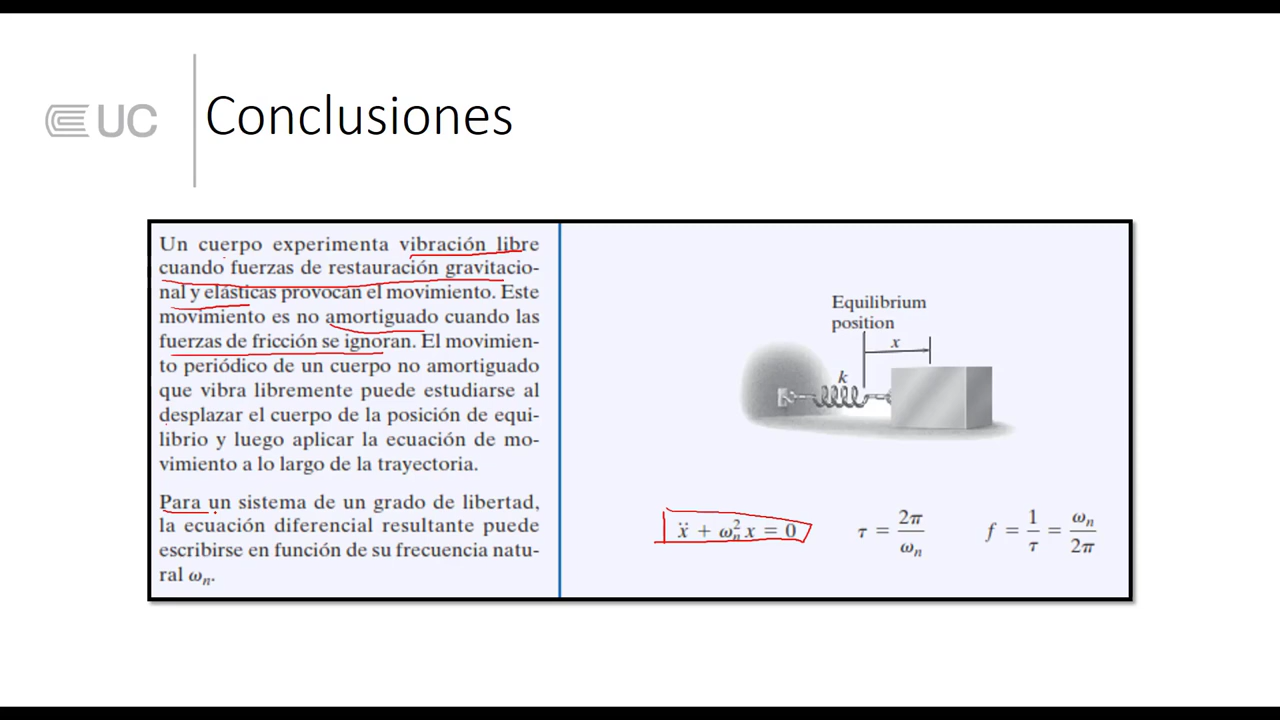 UC
Conclusiones
Un cuerpo experimenta vibración libre
cuando fuerzas de restauración gravitacio-
nal y elásticas provocan el movimiento. Este
movimiento es no amortiguado cuando las
fuerzas de fricción se ignoran. El movimien-
to periódico de un cuerpo no amortiguado
que vibra libremente puede estudiarse al
desplazar el cuerpo de la posición de equi-
librio y luego aplicar la ecuación de mo-
vimiento a lo largo de la trayectoria.
Para un sistema de un grado de libertad,
la ecuación diferencial resultante puede
escribirse en función de su frecuencia natu-
ral ωₙ.
Equilibrium
position
x
k
ẍ + ωₙ² x = 0
τ = 2π/ωₙ
f = 1/τ = ωₙ/2π